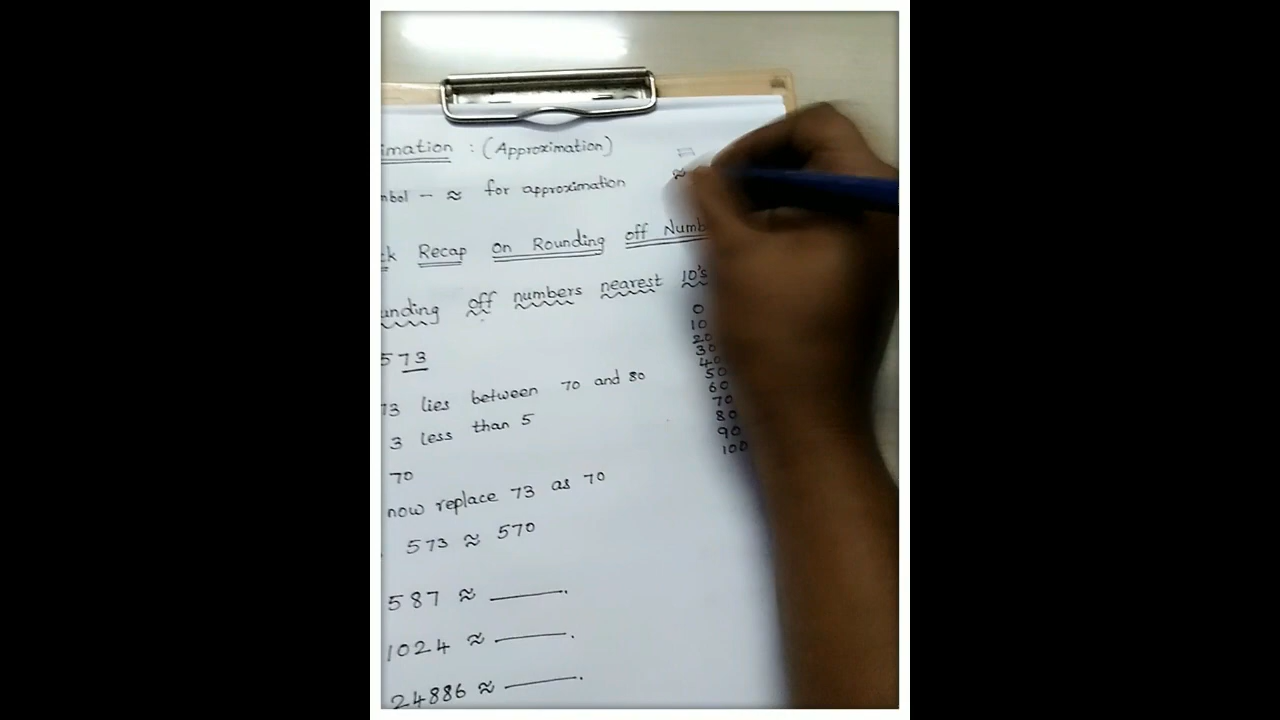 imation : (Approximation)
mbol - ≈ for approximation ≈
ck Recap on Rounding off Numb
unding off numbers nearest 10's
0
10
20
30
40
50
60
70
80
90
100
573
73 lies between 70 and 80
3 less than 5
70
now replace 73 as 70
573 ≈ 570
587 ≈ ______.
1024 ≈ ______.
24886 ≈ ______.